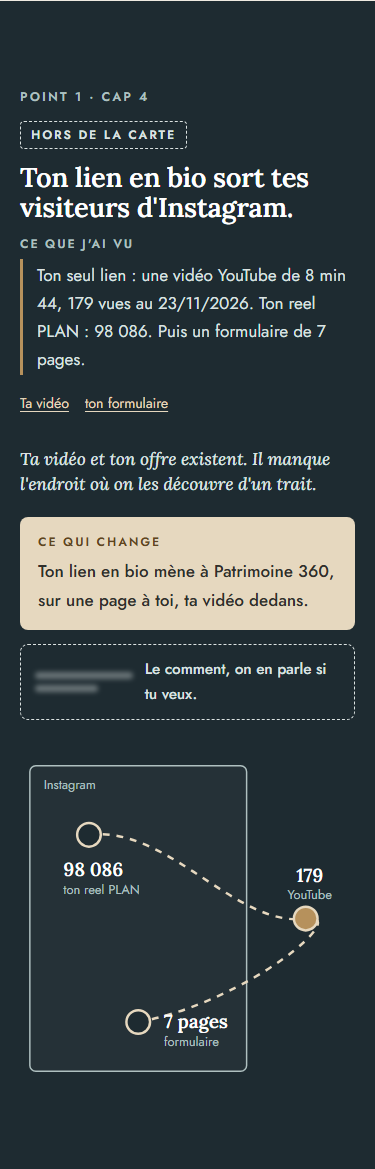 POINT 1 · CAP 4
HORS DE LA CARTE
Ton lien en bio sort tes
visiteurs d'Instagram.
CE QUE J'AI VU
Ton seul lien : une vidéo YouTube de 8 min
44, 179 vues au 23/11/2026. Ton reel
PLAN : 98 086. Puis un formulaire de 7
pages.
Ta vidéo ton formulaire
Ta vidéo et ton offre existent. Il manque
l'endroit où on les découvre d'un trait.
CE QUI CHANGE
Ton lien en bio mène à Patrimoine 360,
sur une page à toi, ta vidéo dedans.
Le comment, on en parle si
tu veux.
Instagram
98 086
ton reel PLAN
179
YouTube
7 pages
formulaire